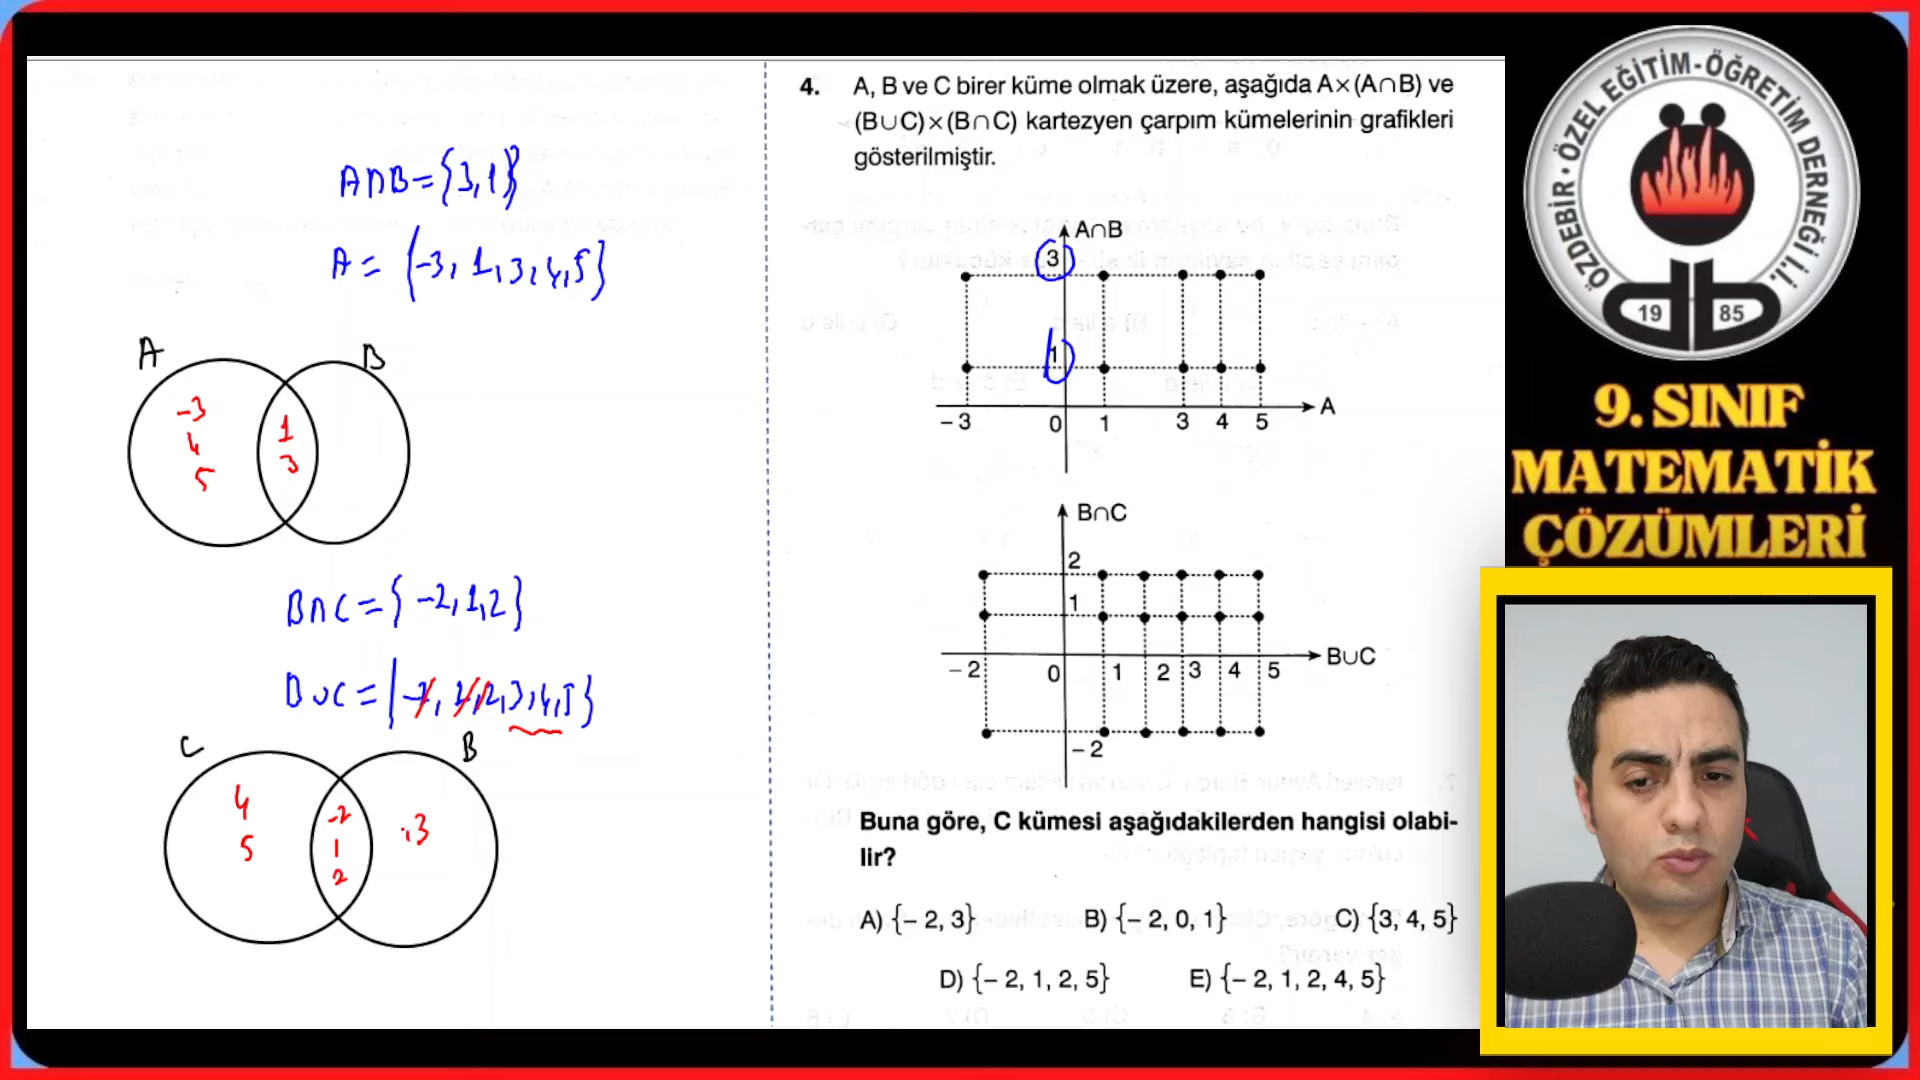 4. A, B ve C birer küme olmak üzere, aşağıda A×(A∩B) ve
(B∪C)×(B∩C) kartezyen çarpım kümelerinin grafikleri
gösterilmiştir.
A∩B
3
1
A
-3 0 1 3 4 5
B∩C
2
1
B∪C
-2 0 1 2 3 4 5
-2
Buna göre, C kümesi aşağıdakilerden hangisi olabi-
lir?
A) {-2, 3} B) {-2, 0, 1} C) {3, 4, 5}
D) {-2, 1, 2, 5} E) {-2, 1, 2, 4, 5}
A∩B={3,1}
A={-3,1,3,4,5}
A B
-3
4
5
1
3
B∩C={-2,1,2}
B∪C={-2,1,2,3,4,5}
C B
4
5
-2
1
2
.3
ÖZDEBİR·ÖZEL EĞİTİM-ÖĞRETİM DERNEĞİ İ.İ.
19 85
9. SINIF
MATEMATİK
ÇÖZÜMLERİ